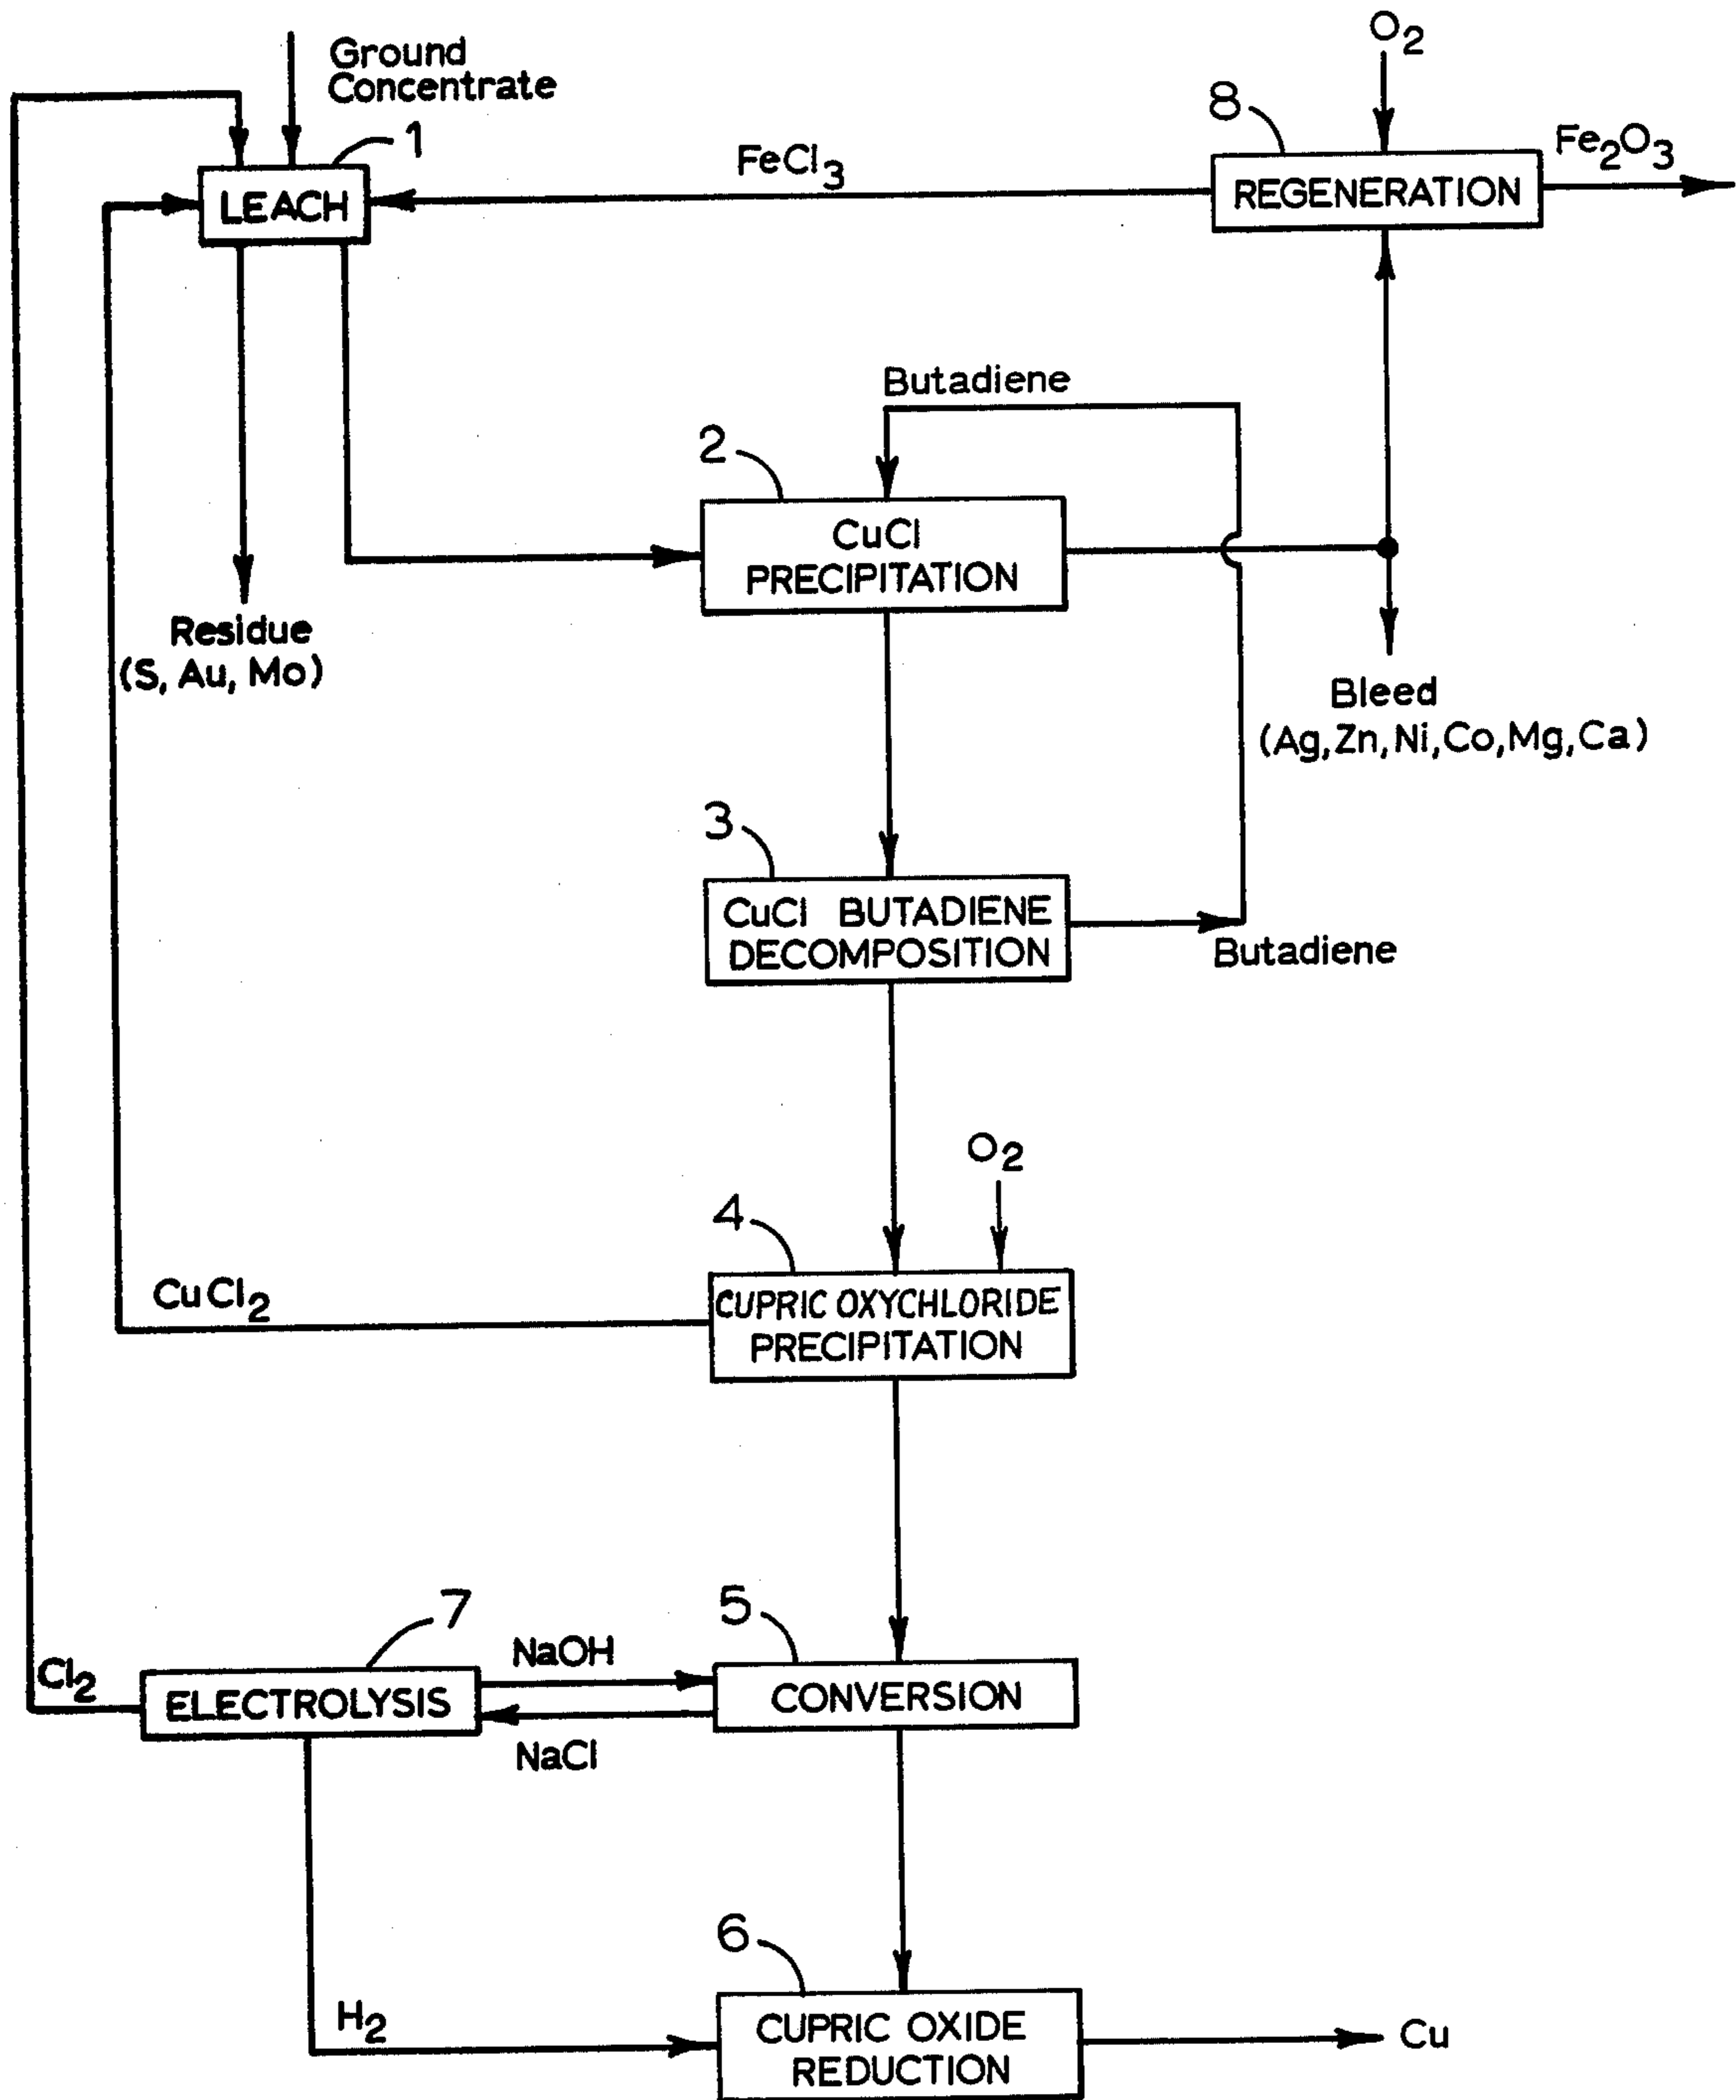 Ground
Concentrate
1
LEACH
FeCl3
O2
8
REGENERATION
Fe2O3
Residue
(S, Au, Mo)
Butadiene
2
CuCl
PRECIPITATION
Bleed
(Ag, Zn, Ni, Co, Mg, Ca)
3
CuCl BUTADIENE
DECOMPOSITION
Butadiene
O2
4
CUPRIC OXYCHLORIDE
PRECIPITATION
CuCl2
7
NaOH
5
Cl2
ELECTROLYSIS
CONVERSION
NaCl
6
H2
CUPRIC OXIDE
REDUCTION
Cu